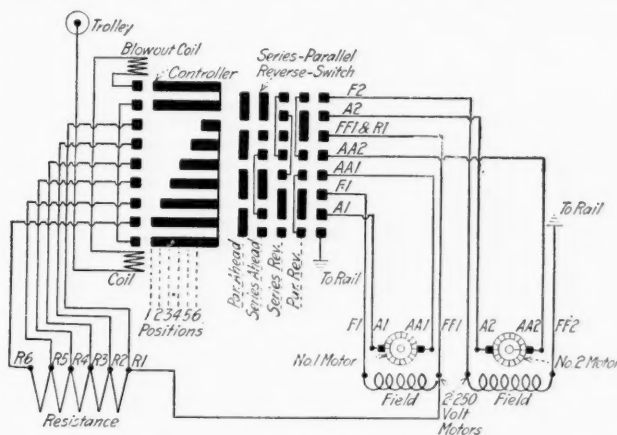 Trolley
Blowout Coil
Controller
Series-Parallel
Reverse-Switch
F2
A2
FF1 & R1
AA2
AA1
F1
A1
To Rail
To Rail
Par. Ahead
Series Ahead
Series Rev.
Par. Rev.
Coil
1 2 3 4 5 6
Positions
R6 R5 R4 R3 R2 R1
Resistance
F1 A1 AA1 FF1 A2 AA2 FF2
No. 1 Motor
No. 2 Motor
Field
Field
2-250
Volt
Motors